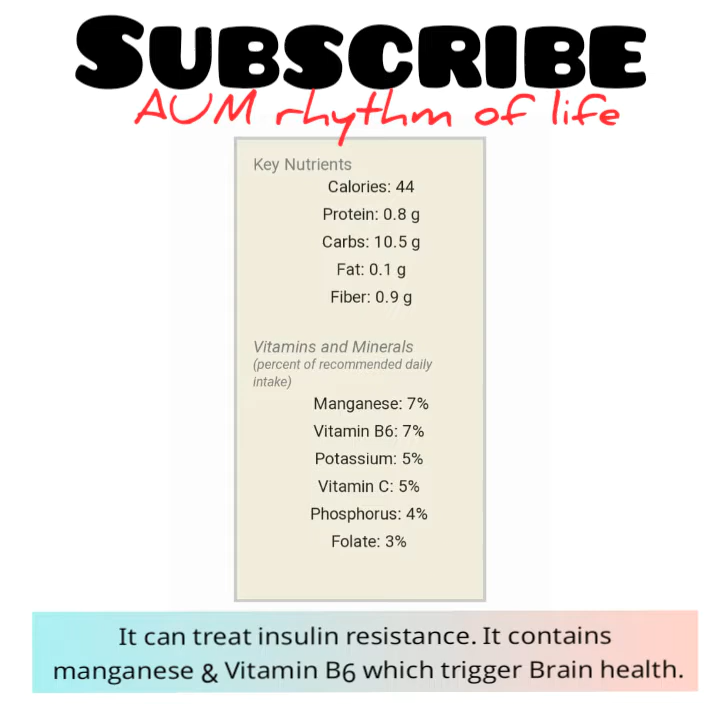 SUBSCRIBE
AUM rhythm of life
Key Nutrients
Calories: 44
Protein: 0.8 g
Carbs: 10.5 g
Fat: 0.1 g
Fiber: 0.9 g
Vitamins and Minerals
(percent of recommended daily
intake)
Manganese: 7%
Vitamin B6: 7%
Potassium: 5%
Vitamin C: 5%
Phosphorus: 4%
Folate: 3%
It can treat insulin resistance. It contains
manganese & Vitamin B6 which trigger Brain health.